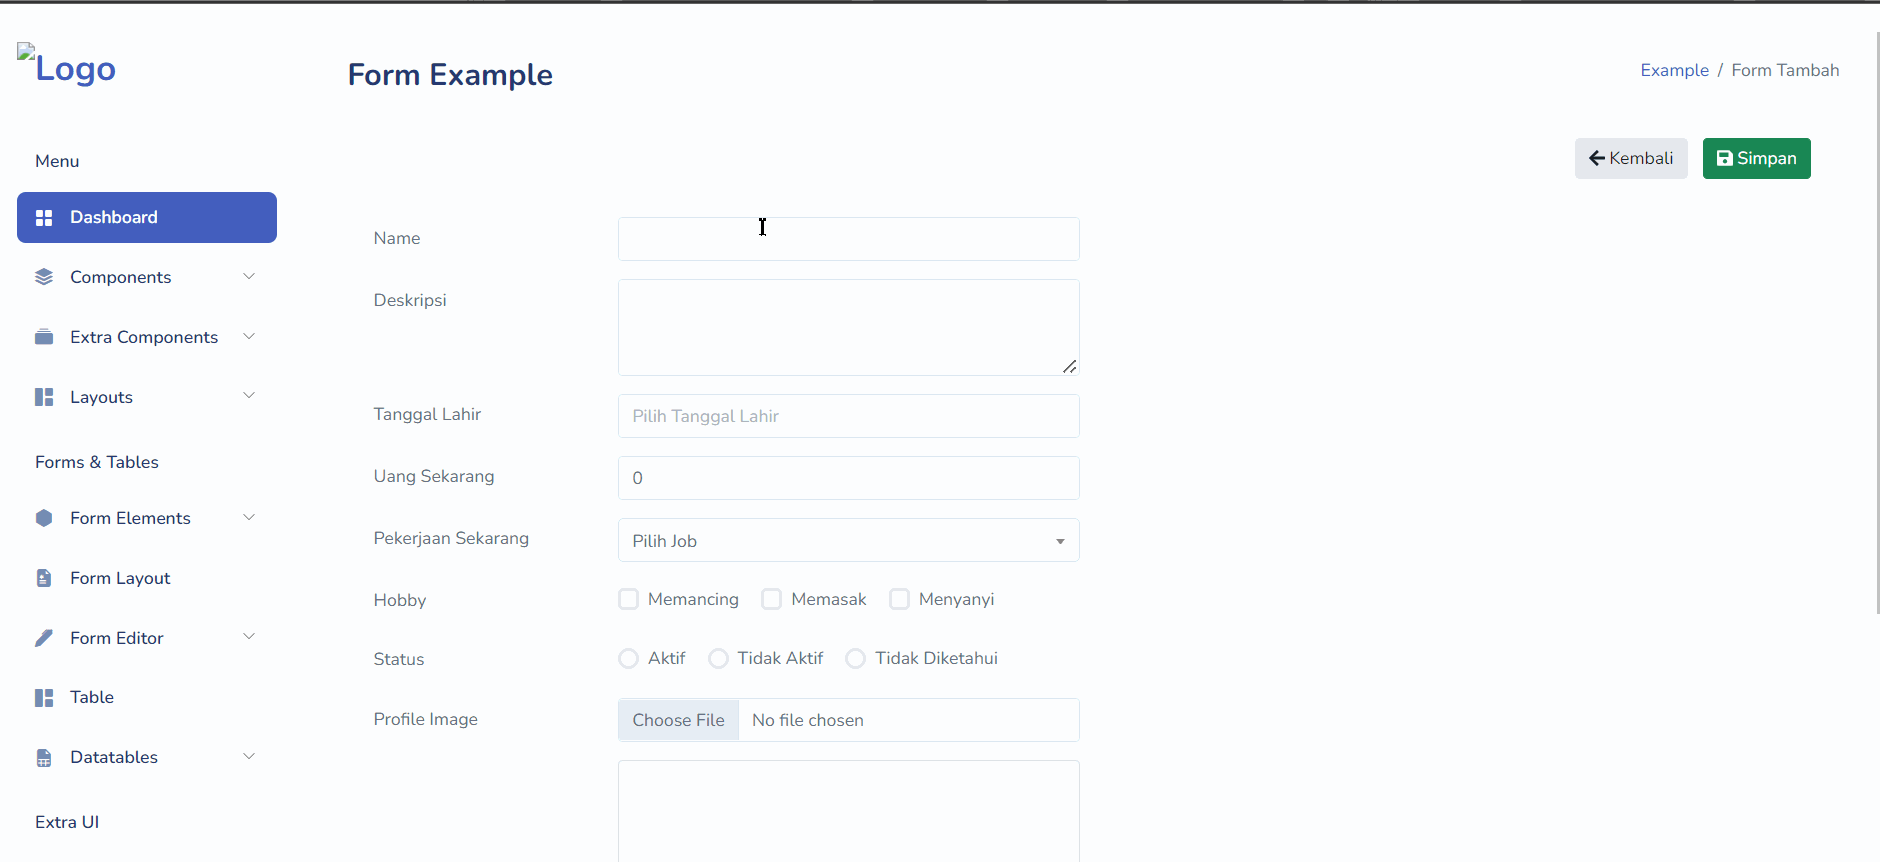 Logo
Form Example
Example / Form Tambah
Menu
Kembali
Simpan
Dashboard
Components
Extra Components
Layouts
Forms & Tables
Form Elements
Form Layout
Form Editor
Table
Datatables
Extra UI
Name
Deskripsi
Tanggal Lahir
Pilih Tanggal Lahir
Uang Sekarang
0
Pekerjaan Sekarang
Pilih Job
Hobby
Memancing Memasak Menyanyi
Status
Aktif Tidak Aktif Tidak Diketahui
Profile Image
Choose File No file chosen